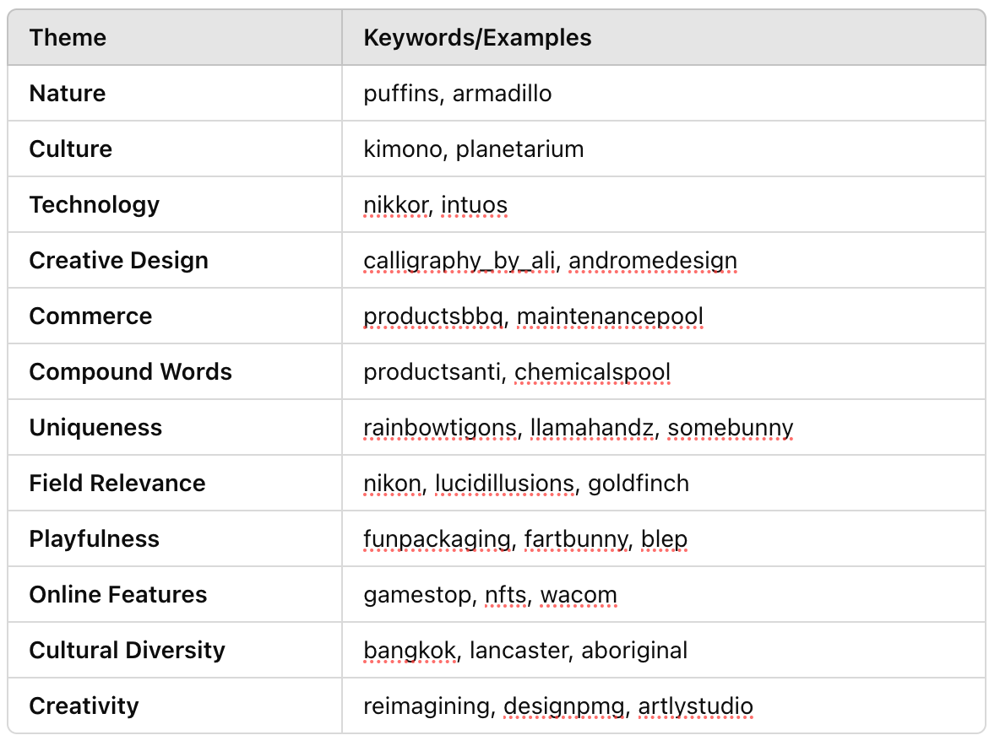 Theme Keywords/Examples
Nature puffins, armadillo
Culture kimono, planetarium
Technology nikkor, intuos
Creative Design calligraphy_by_ali, andromedesign
Commerce productsbbq, maintenancepool
Compound Words productsanti, chemicalspool
Uniqueness rainbowtigons, llamahandz, somebunny
Field Relevance nikon, lucidillusions, goldfinch
Playfulness funpackaging, fartbunny, blep
Online Features gamestop, nfts, wacom
Cultural Diversity bangkok, lancaster, aboriginal
Creativity reimagining, designpmg, artlystudio